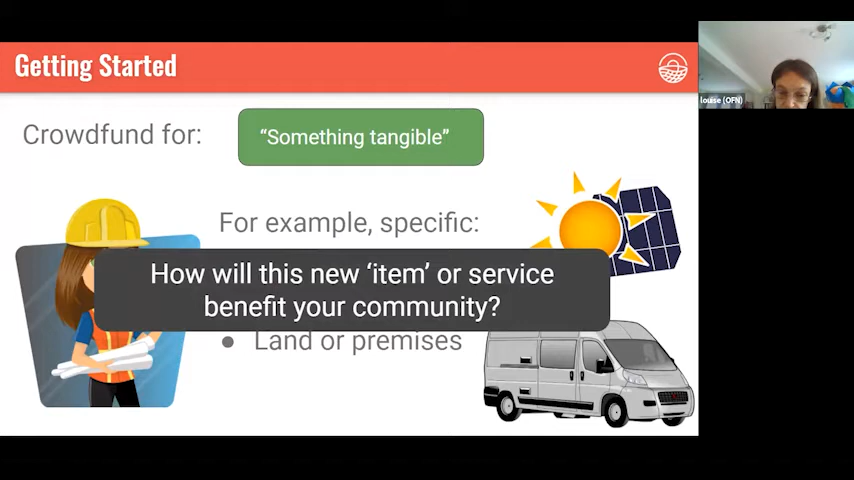 Getting Started
louise (OFN)
Crowdfund for:
“Something tangible”
For example, specific:
How will this new ‘item’ or service
benefit your community?
● Land or premises